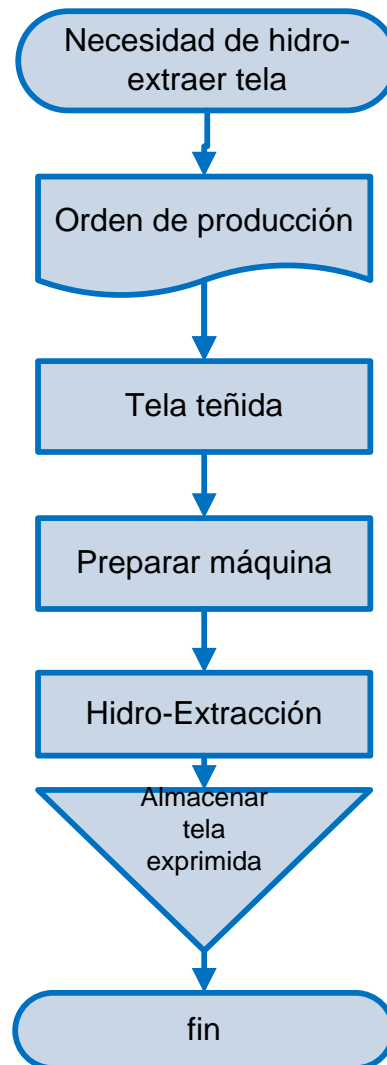 Necesidad de hidro-
extraer tela
Orden de producción
Tela teñida
Preparar máquina
Hidro-Extracción
Almacenar
tela
exprimida
fin